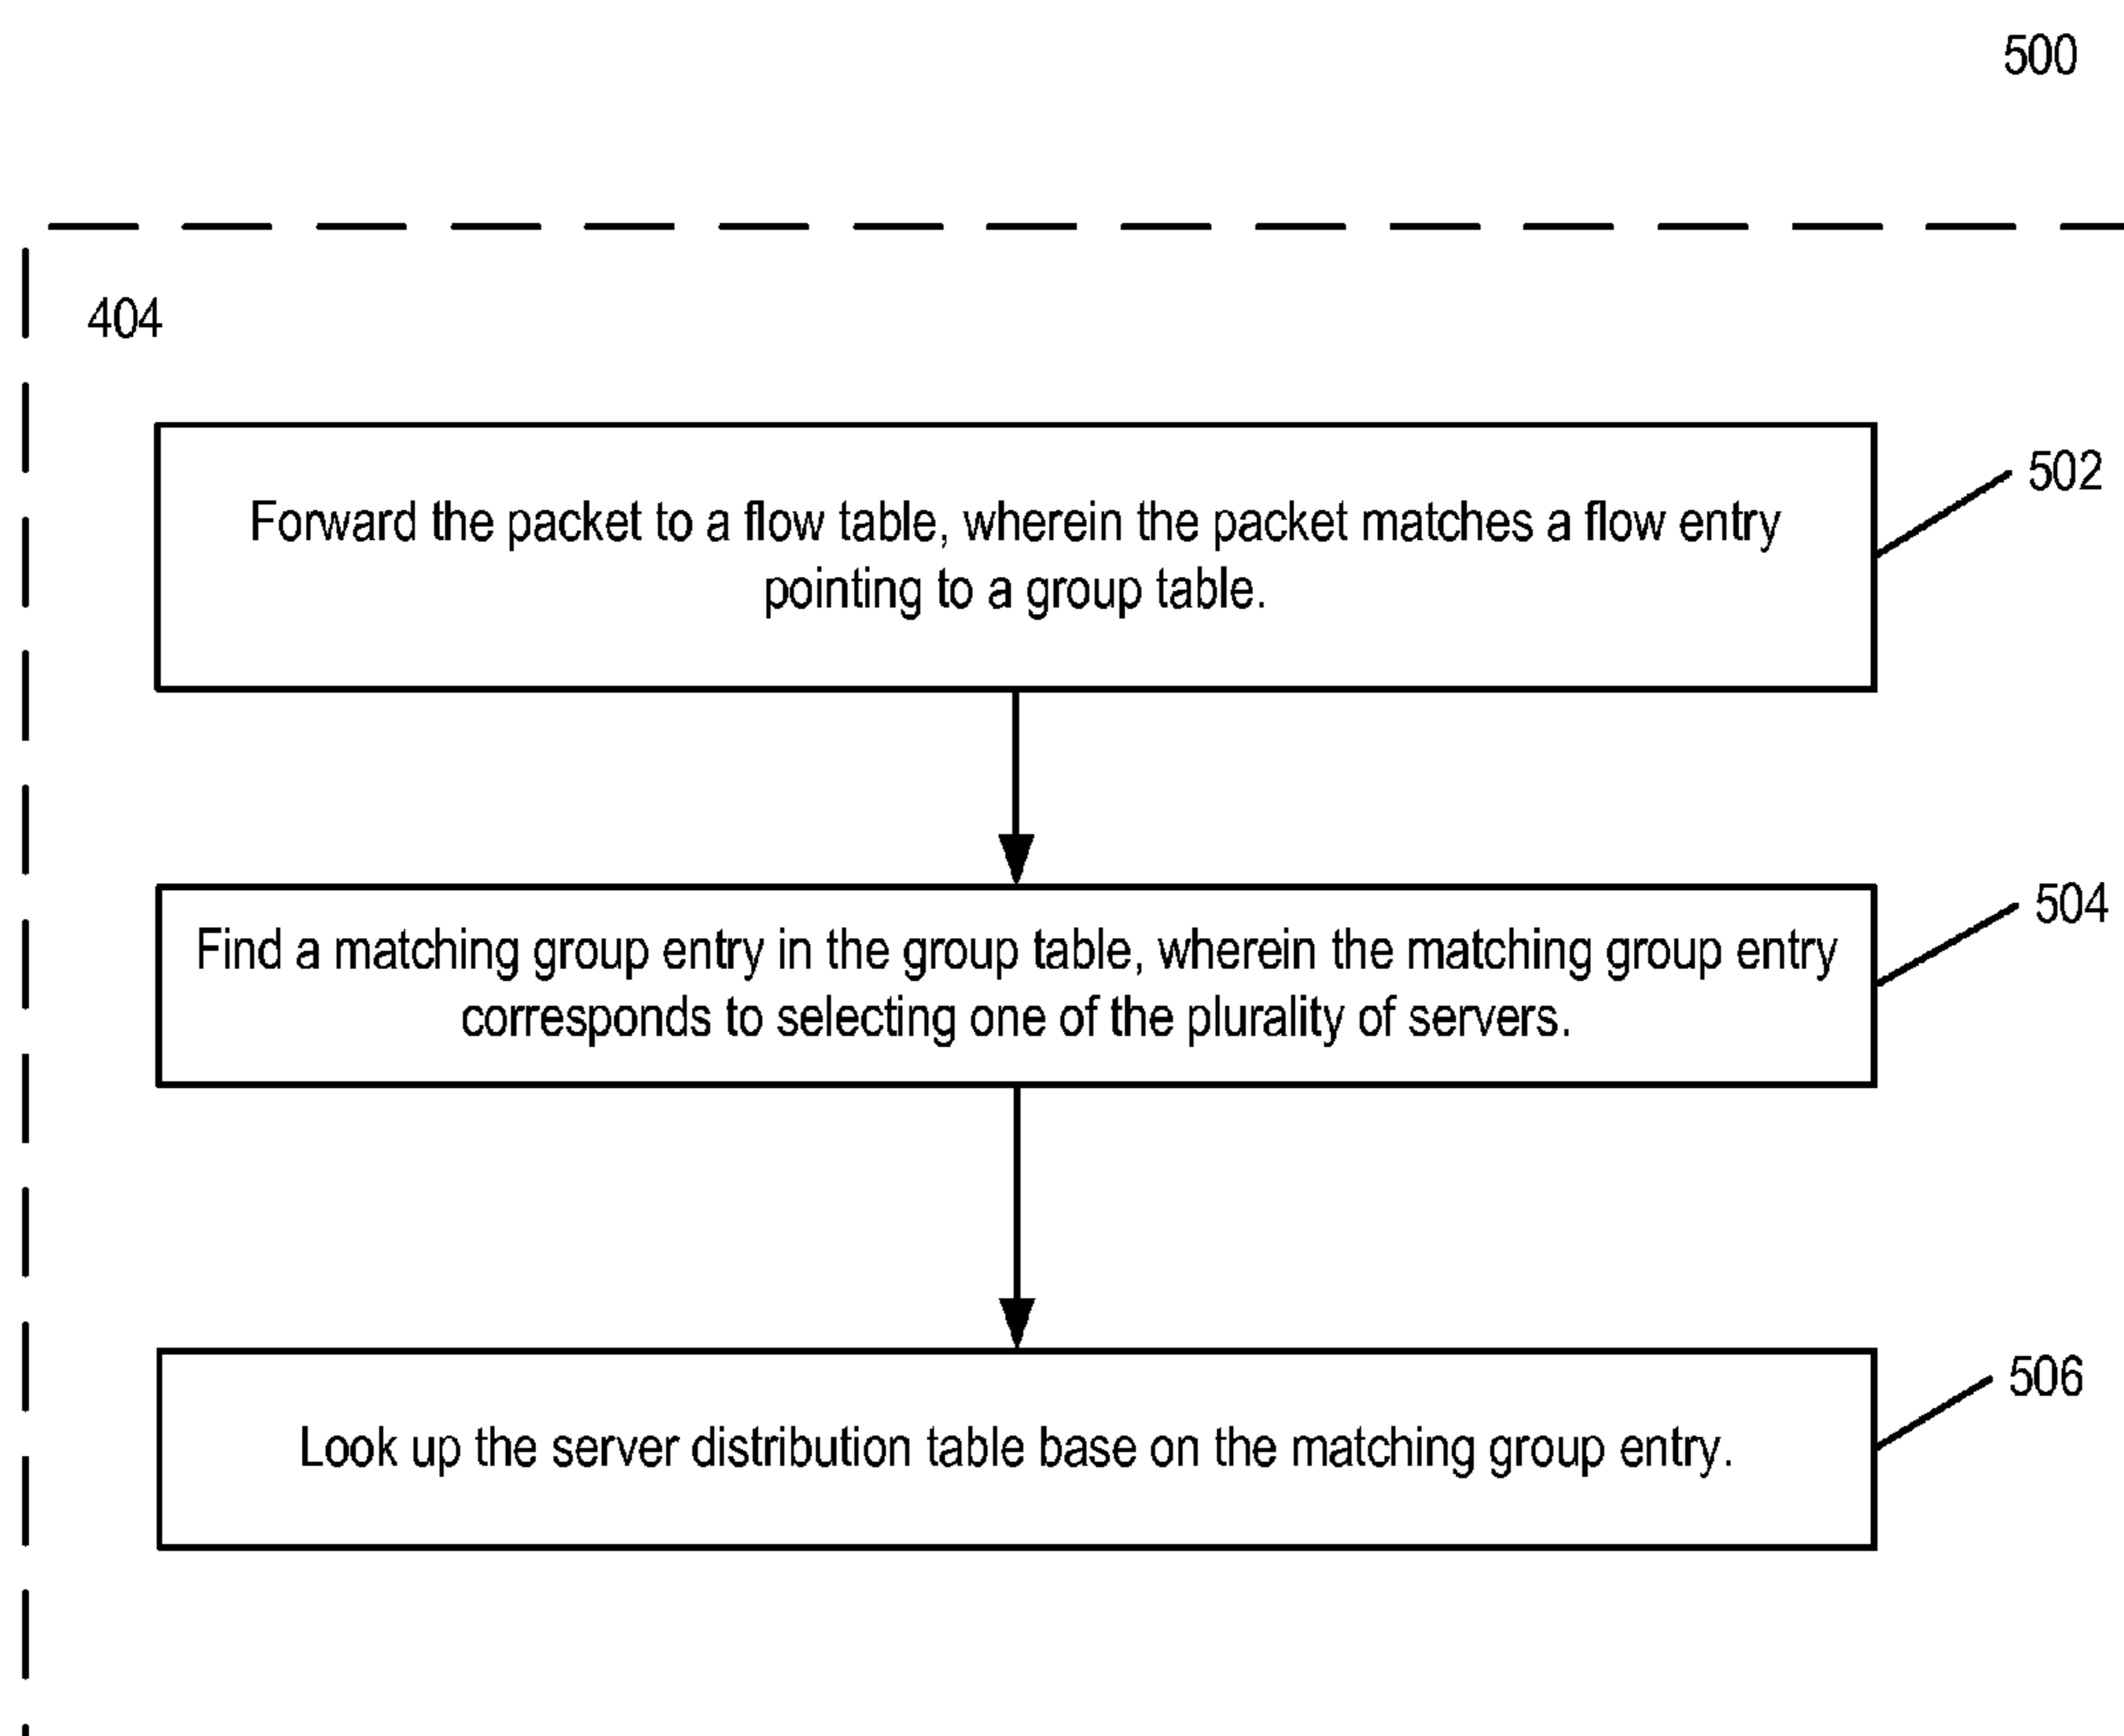 500
404
Forward the packet to a flow table, wherein the packet matches a flow entry
pointing to a group table.
502
Find a matching group entry in the group table, wherein the matching group entry
corresponds to selecting one of the plurality of servers.
504
Look up the server distribution table base on the matching group entry.
506